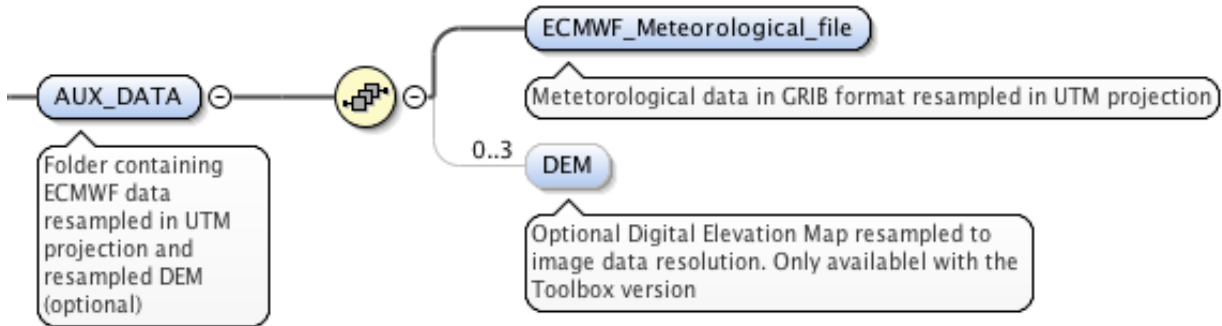 AUX_DATA
Folder containing
ECMWF data
resampled in UTM
projection and
resampled DEM
(optional)
ECMWF_Meteorological_file
Metetorological data in GRIB format resampled in UTM projection
0..3
DEM
Optional Digital Elevation Map resampled to
image data resolution. Only availablel with the
Toolbox version